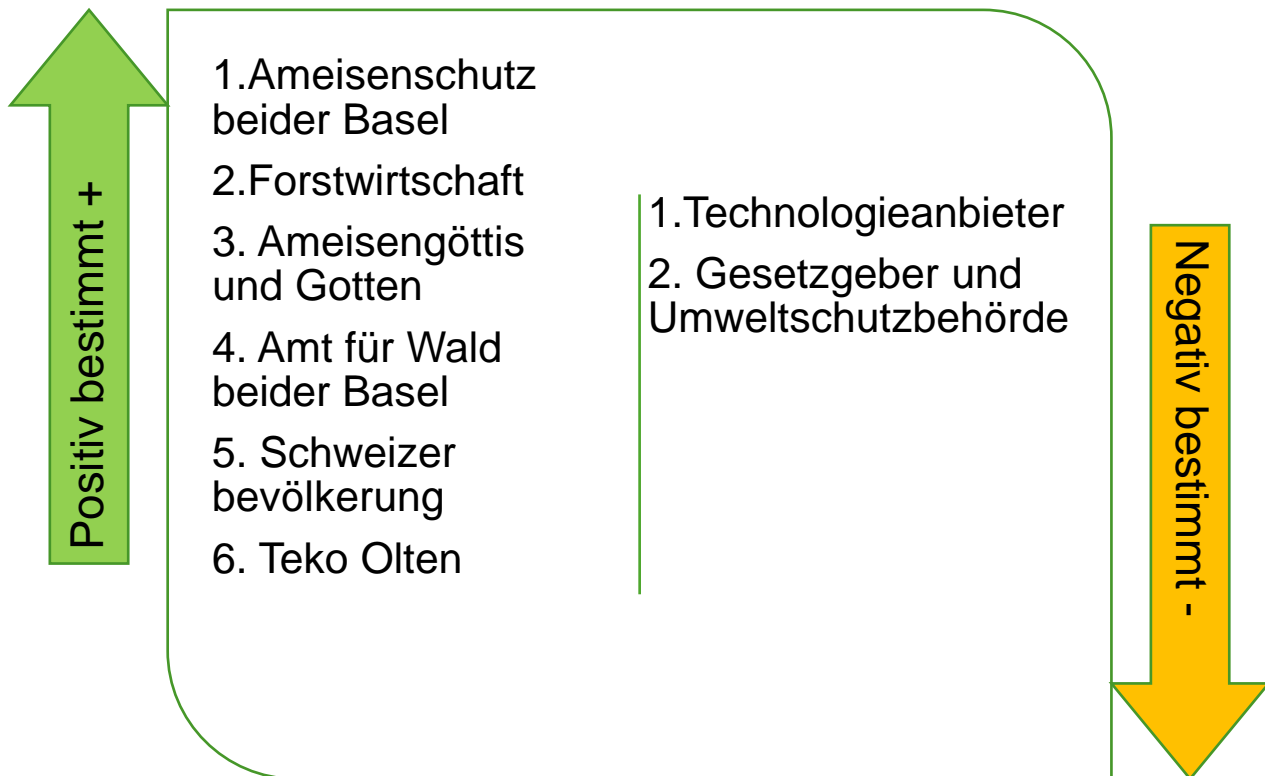 Positiv bestimmt +
1.Ameisenschutz
beider Basel
2.Forstwirtschaft
3. Ameisengöttis
und Gotten
4. Amt für Wald
beider Basel
5. Schweizer
bevölkerung
6. Teko Olten
1.Technologieanbieter
2. Gesetzgeber und
Umweltschutzbehörde
Negativ bestimmt -